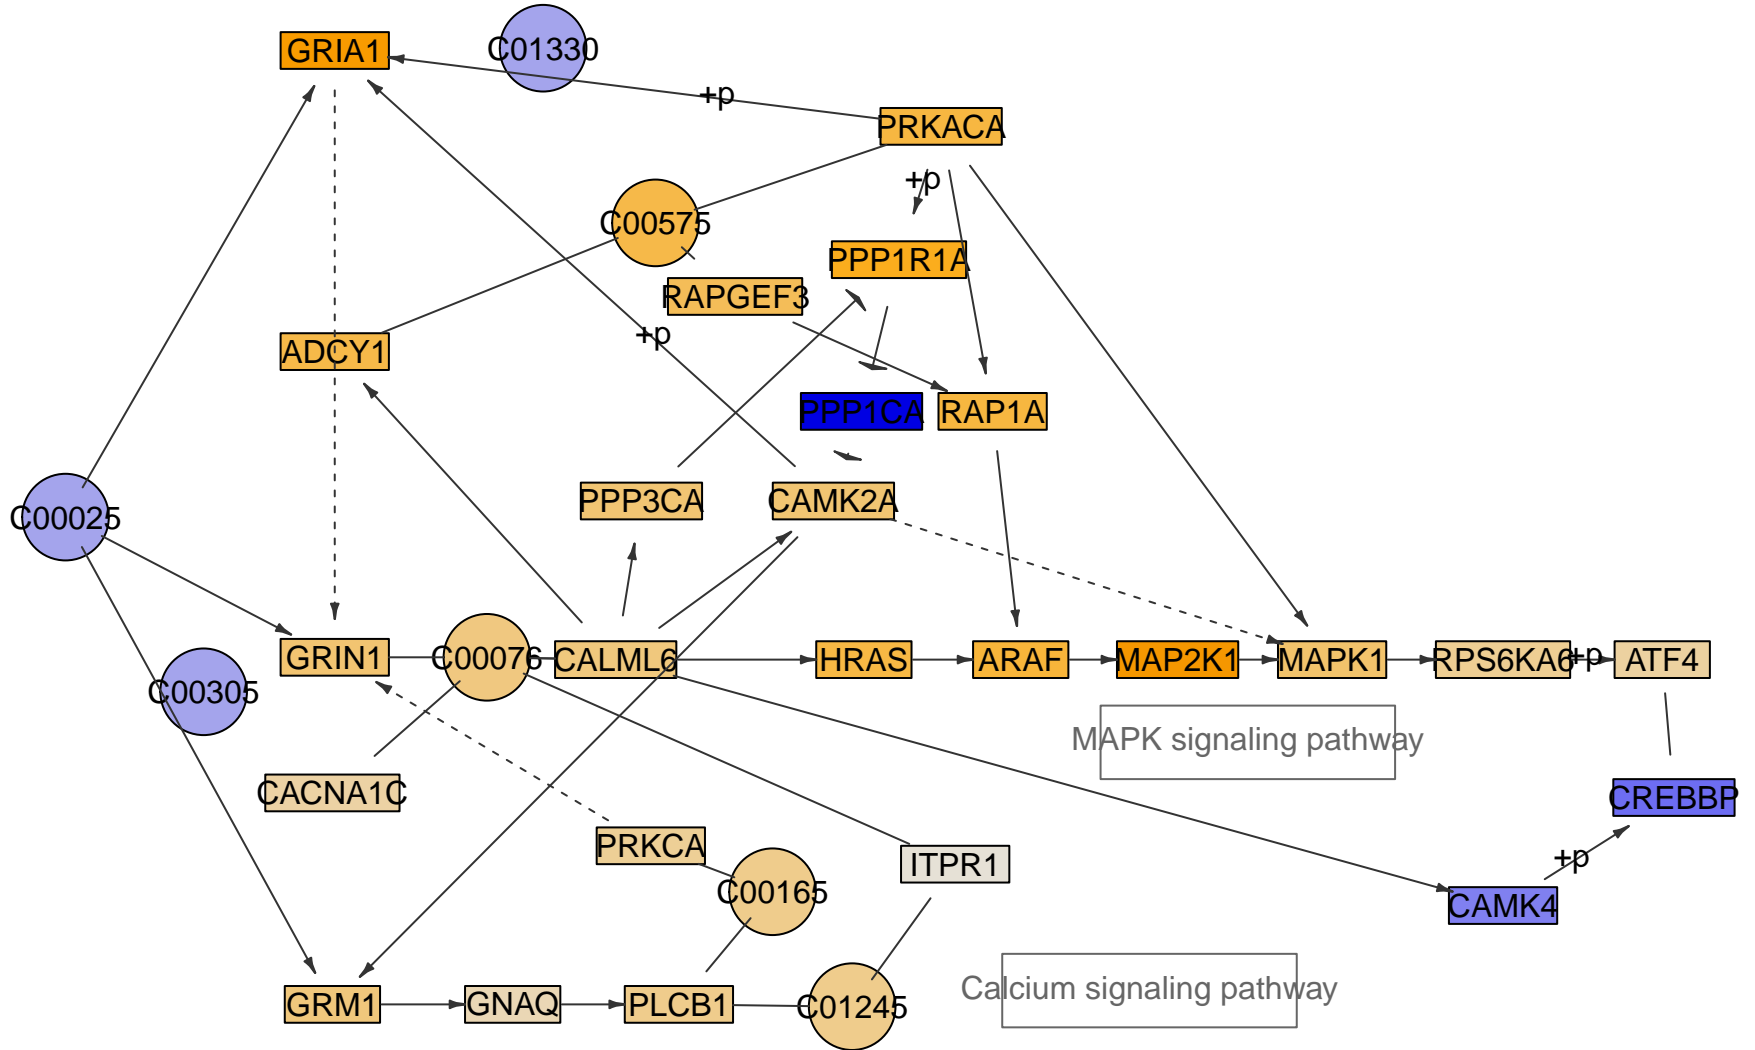 GRIA1
C01330
+p
PRKACA
+p
C00575
PPP1R1A
RAPGEF3
+p
ADCY1
PPP1CA
RAP1A
PPP3CA
CAMK2A
C00025
GRIN1
C00076
CALML6
HRAS
ARAF
MAP2K1
MAPK1
RPS6KA6
+p
ATF4
C00305
MAPK signaling pathway
CACNA1C
CREBBP
PRKCA
ITPR1
+p
C00165
CAMK4
Calcium signaling pathway
GRM1
GNAQ
PLCB1
C01245